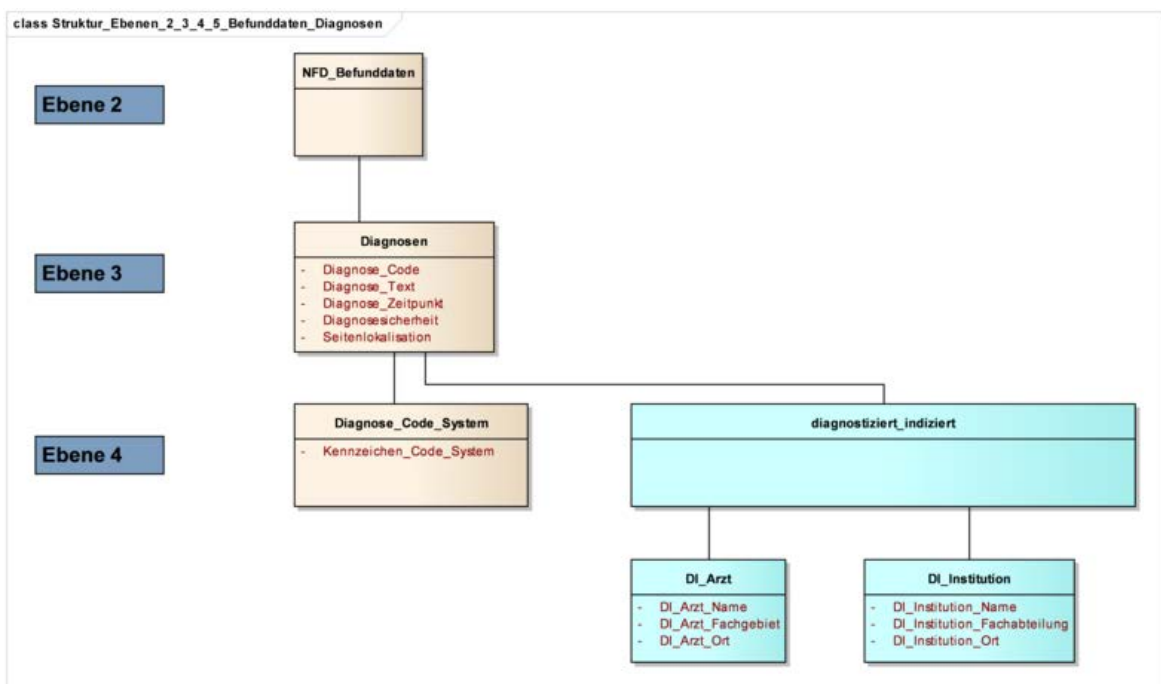 class Struktur_Ebenen_2_3_4_5_Befunddaten_Diagnosen
NFD_Befunddaten
Ebene 2
Diagnosen
Ebene 3
- Diagnose_Code
- Diagnose_Text
- Diagnose_Zeitpunkt
- Diagnosesicherheit
- Seitenlokalisation
Diagnose_Code_System
diagnostiziert_indiziert
Ebene 4
- Kennzeichen_Code_System
DI_Arzt
- DI_Arzt_Name
- DI_Arzt_Fachgebiet
- DI_Arzt_Ort
DI_Institution
- DI_Institution_Name
- DI_Institution_Fachabteilung
- DI_Institution_Ort